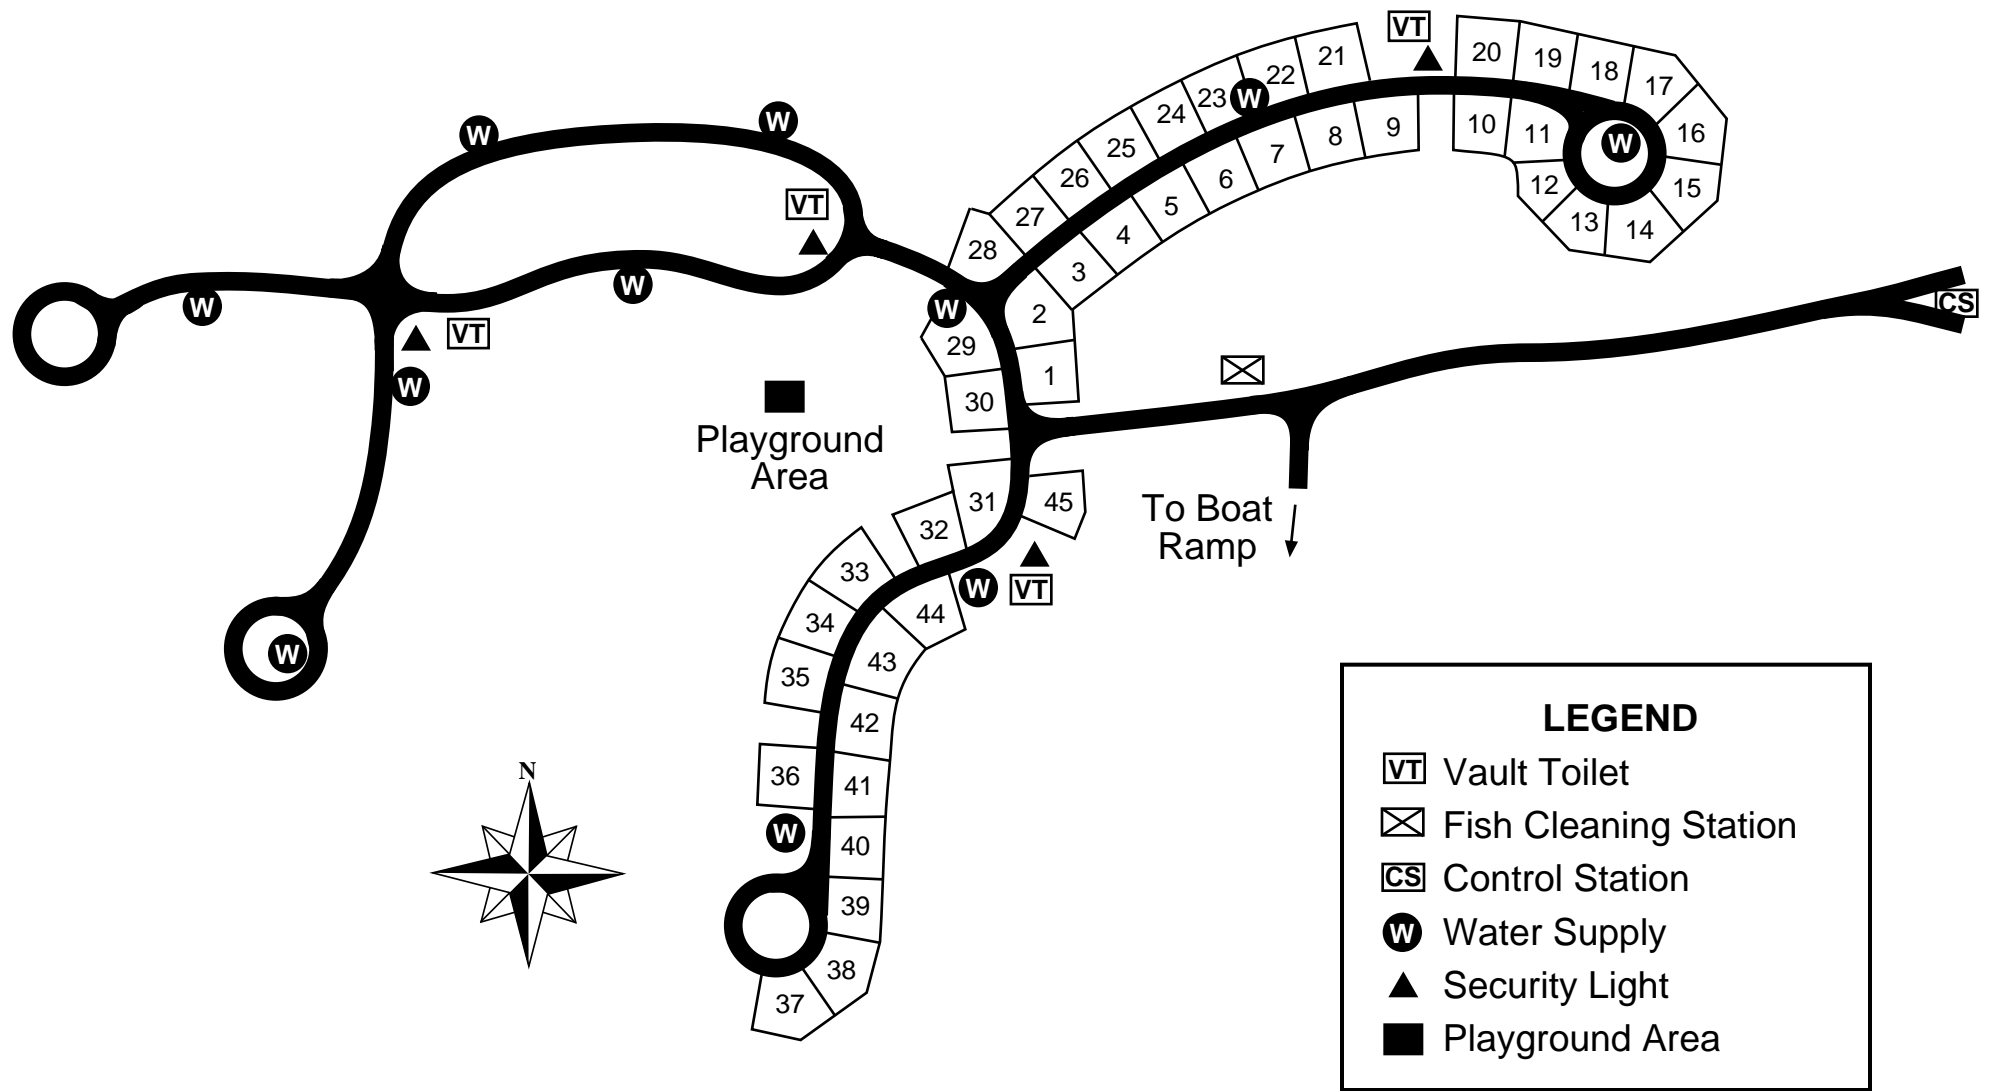 VT
21
20
19
18
17
22
23
W
24
25
26
27
28
10
11
W
16
9
8
7
6
5
4
3
12
15
13
14
W
W
VT
W
W
W
2
29
1
30
CS
VT
W
Playground
Area
31
45
32
To Boat
Ramp
33
W
VT
34
44
35
43
42
36
41
W
40
39
38
37
W
N
LEGEND
VT Vault Toilet
Fish Cleaning Station
CS Control Station
W Water Supply
Security Light
Playground Area